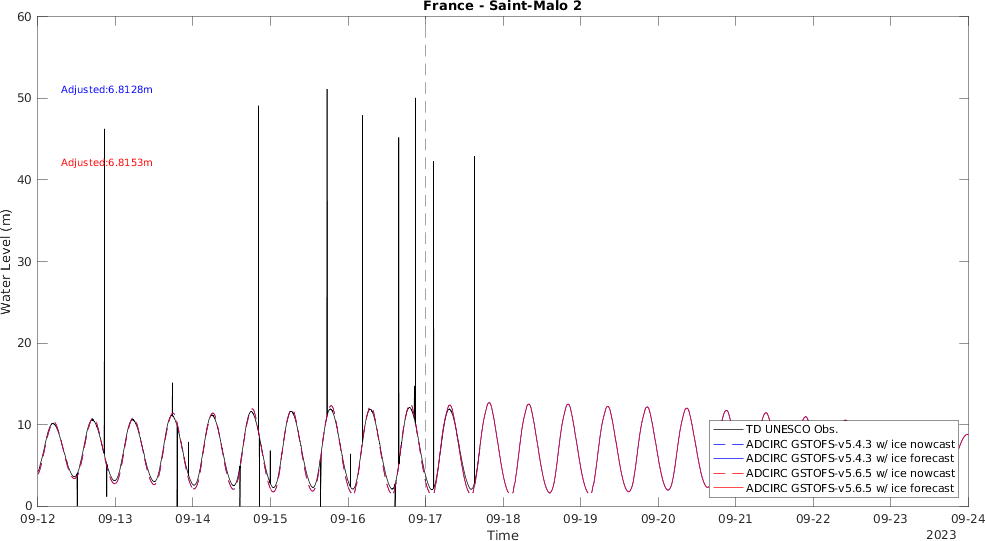 France - Saint-Malo 2
60
50
40
30
20
10
0
Water Level (m)
Adjusted:6.8128m
Adjusted:6.8153m
TD UNESCO Obs.
ADCIRC GSTOFS-v5.4.3 w/ ice nowcast
ADCIRC GSTOFS-v5.4.3 w/ ice forecast
ADCIRC GSTOFS-v5.6.5 w/ ice nowcast
ADCIRC GSTOFS-v5.6.5 w/ ice forecast
09-12 09-13 09-14 09-15 09-16 09-17 09-18 09-19 09-20 09-21 09-22 09-23 09-24
Time
2023